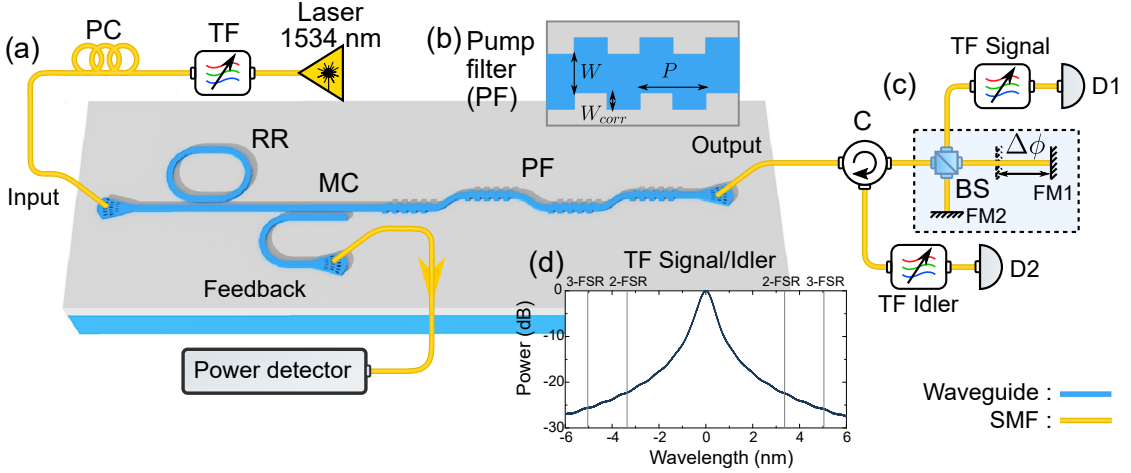 (a)
PC
TF
Laser
1534 nm
(b) Pump
filter
(PF)
W
P
W_corr
TF Signal
D1
(c)
C
Δϕ
BS
FM1
FM2
RR
MC
PF
Output
Input
Feedback
Power detector
TF Idler
D2
(d) TF Signal/Idler
3-FSR 2-FSR 2-FSR 3-FSR
Power (dB)
0
-10
-20
-30
-6 -4 -2 0 2 4 6
Wavelength (nm)
Waveguide :
SMF :